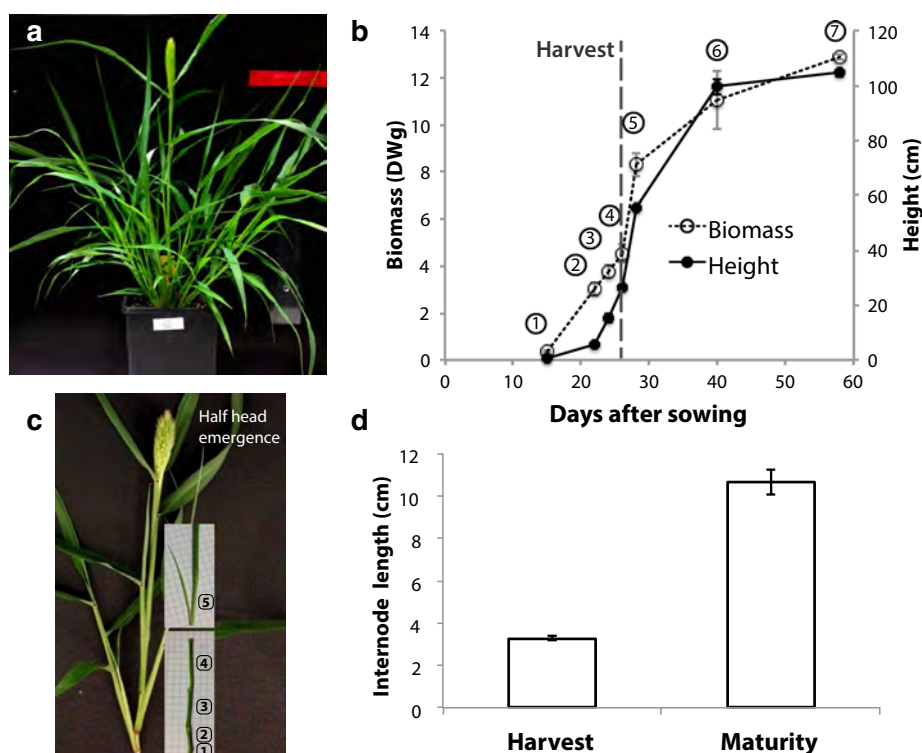 a
b
14
12
10
8
6
4
2
0
Biomass (DWg)
Harvest
① ② ③ ④ ⑤ ⑥ ⑦
Biomass
Height
120
100
80
60
40
20
0
Height (cm)
0 10 20 30 40 50 60
Days after sowing
c
Half head
emergence
5
4
3
2
1
d
12
10
8
6
4
2
0
Internode length (cm)
Harvest Maturity